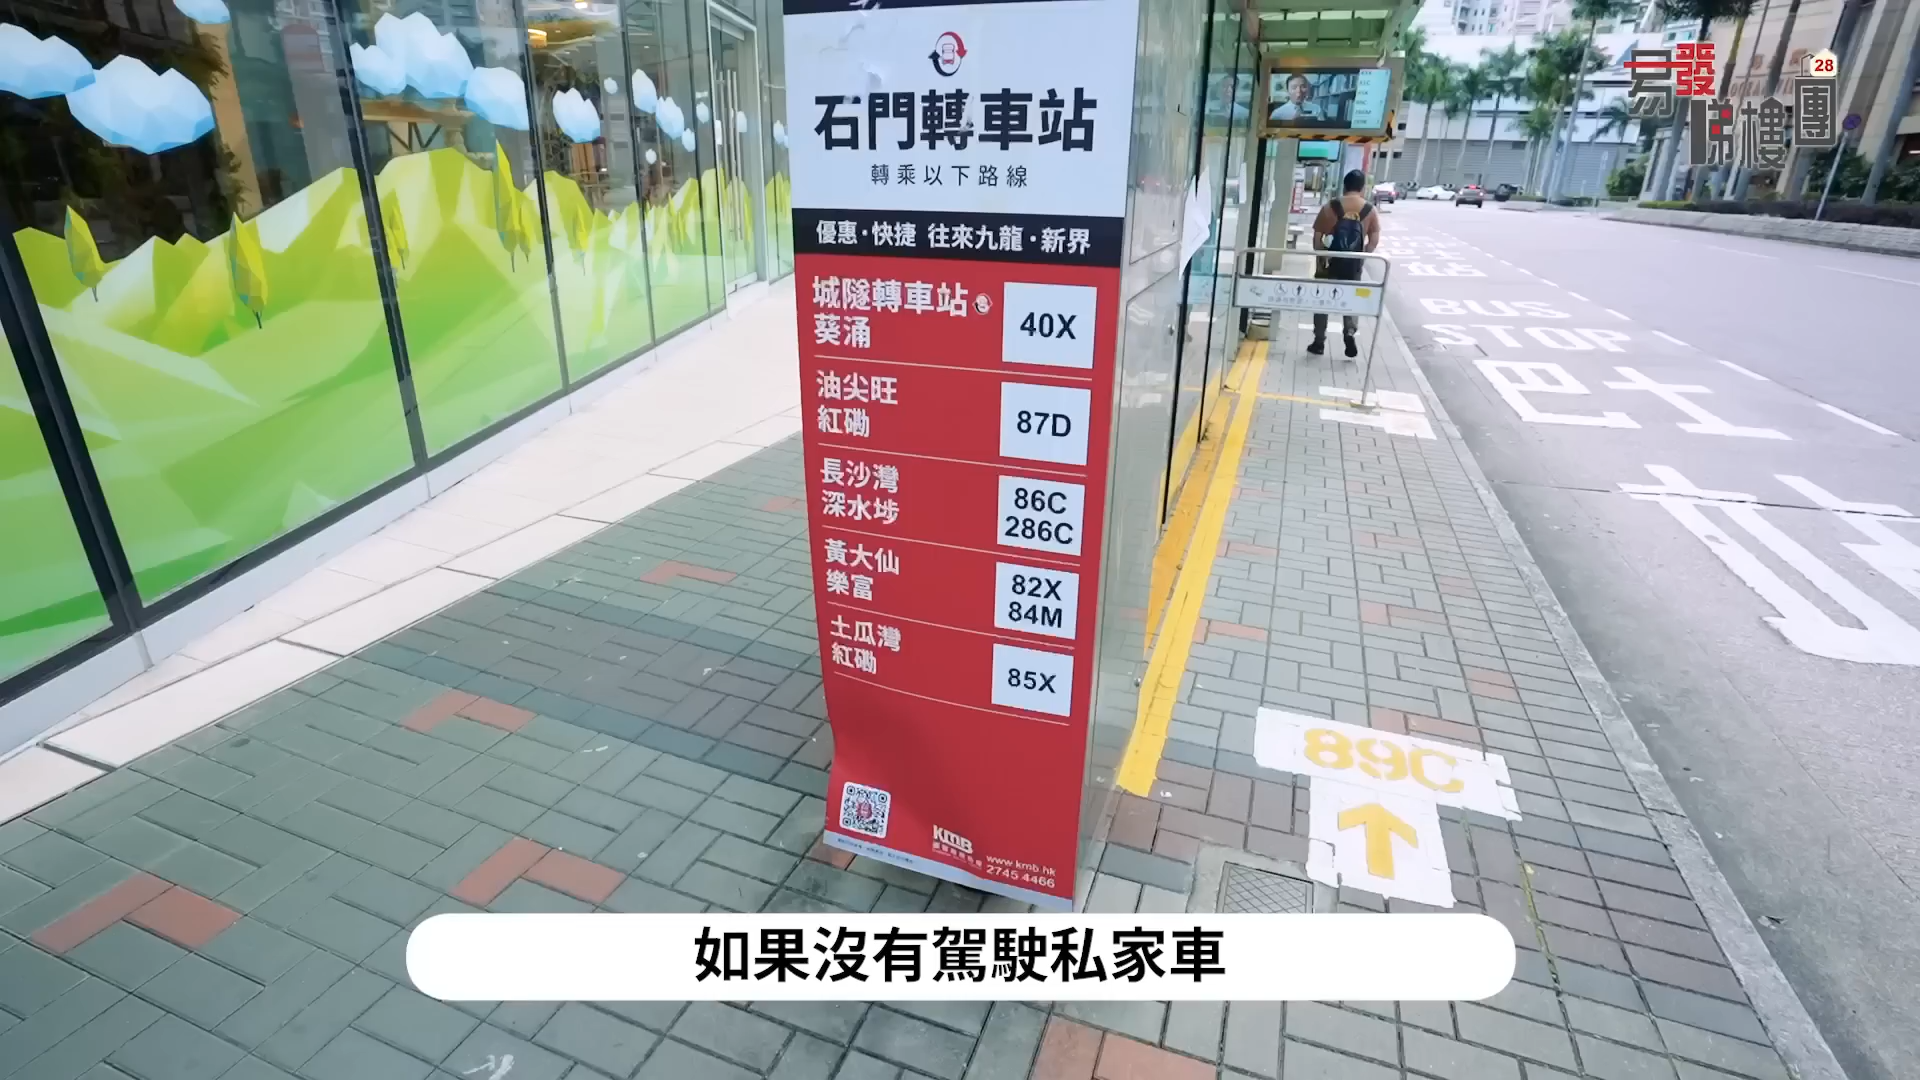 石門轉車站
轉乘以下路線
優惠·快捷 往來九龍·新界
城隧轉車站
葵涌
40X
油尖旺
紅磡
87D
長沙灣
深水埗
86C
286C
黃大仙
樂富
82X
84M
土瓜灣
紅磡
85X
KMB
www.kmb.hk
2745 4466
易發睇樓團
28
BUS
STOP
巴士
89C
如果沒有駕駛私家車